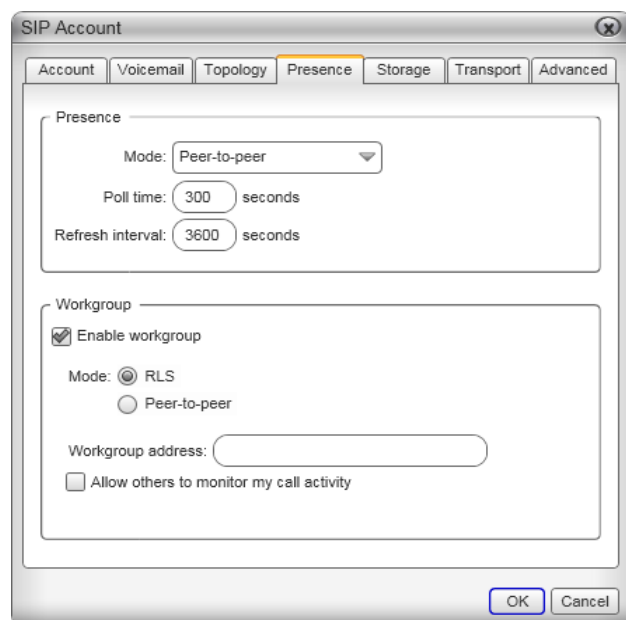 SIP Account
Account Voicemail Topology Presence Storage Transport Advanced
Presence
Mode: Peer-to-peer
Poll time: 300 seconds
Refresh interval: 3600 seconds
Workgroup
Enable workgroup
Mode: RLS
Peer-to-peer
Workgroup address:
Allow others to monitor my call activity
OK Cancel